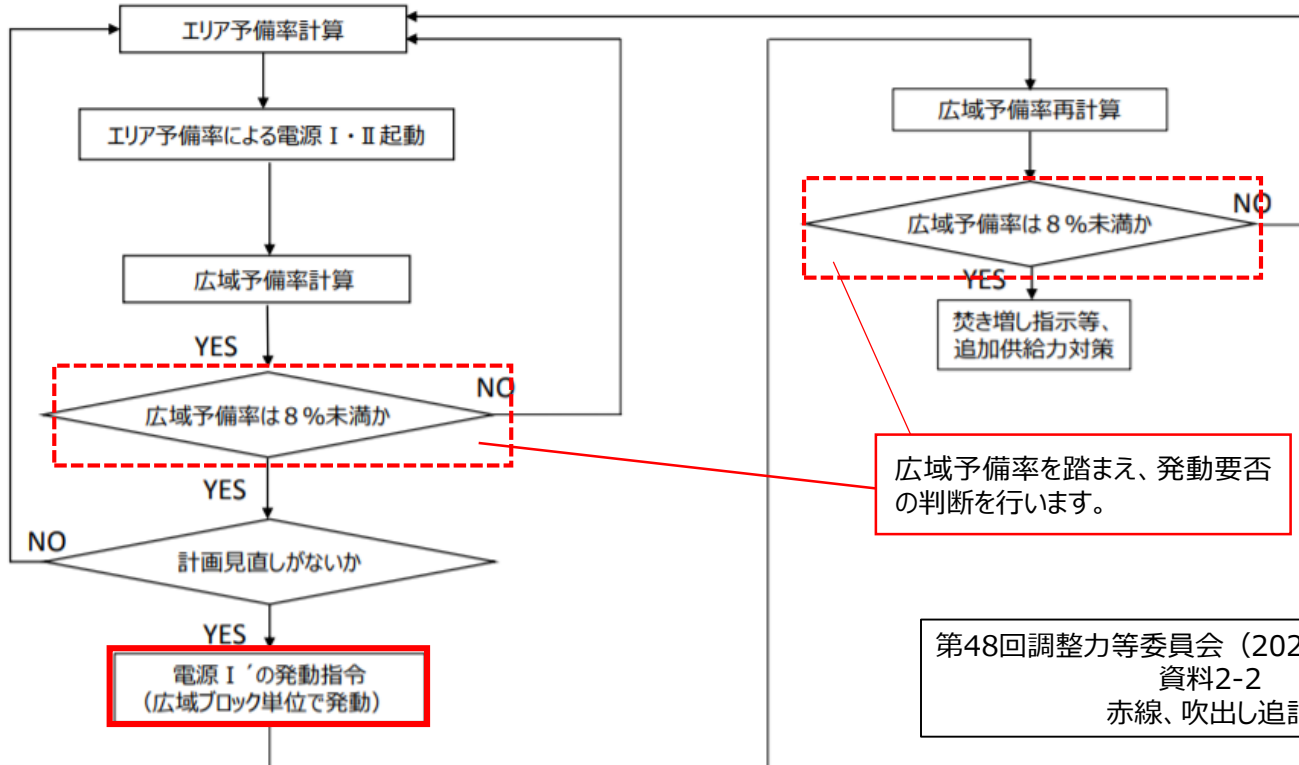 エリア予備率計算
エリア予備率による電源Ⅰ・Ⅱ起動
広域予備率計算
YES
広域予備率は8%未満か
NO
YES
計画見直しがないか
NO
YES
電源Ⅰ´の発動指令
(広域ブロック単位で発動)
広域予備率再計算
広域予備率は8%未満か
NO
YES
焚き増し指示等、
追加供給力対策
広域予備率を踏まえ、発動要否
の判断を行います。
第48回調整力等委員会(202
資料2-2
赤線、吹出し追